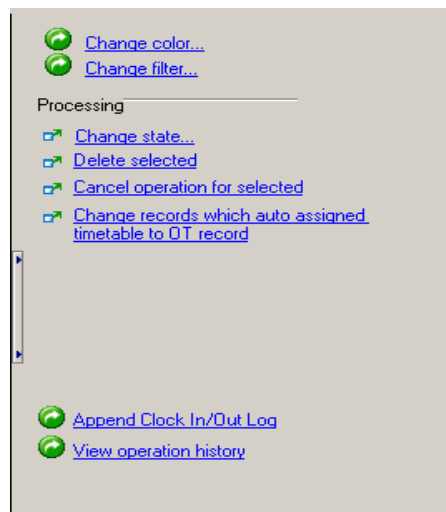 Change color...
Change filter...
Processing
Change state...
Delete selected
Cancel operation for selected
Change records which auto assigned
timetable to OT record
Append Clock In/Out Log
View operation history